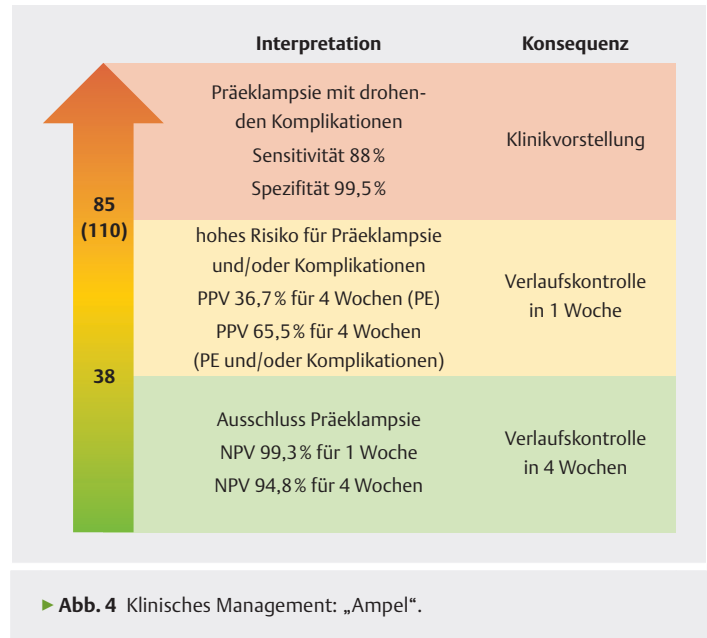 Interpretation
Konsequenz
Präeklampsie mit drohen-
den Komplikationen
Sensitivität 88 %
Spezifität 99,5 %
Klinikvorstellung
85
(110)
hohes Risiko für Präeklampsie
und/oder Komplikationen
PPV 36,7 % für 4 Wochen (PE)
PPV 65,5 % für 4 Wochen
(PE und/oder Komplikationen)
Verlaufskontrolle
in 1 Woche
38
Ausschluss Präeklampsie
NPV 99,3 % für 1 Woche
NPV 94,8 % für 4 Wochen
Verlaufskontrolle
in 4 Wochen
▶ Abb. 4 Klinisches Management: „Ampel“.